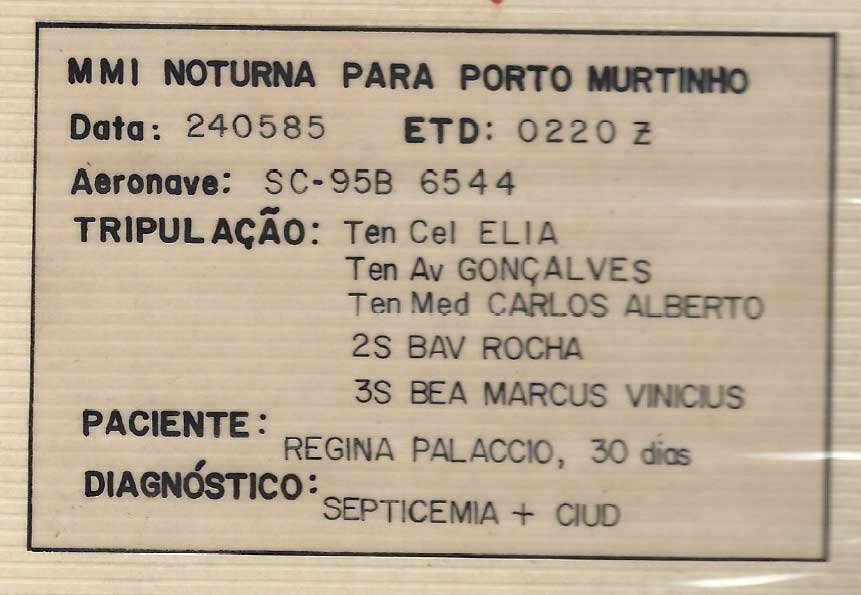 MMI NOTURNA PARA PORTO MURTINHO
Data: 240585 ETD: 0220 Z
Aeronave: SC-95B 6544
TRIPULAÇÃO: Ten Cel ELIA
Ten Av GONÇALVES
Ten Med CARLOS ALBERTO
2S BAV ROCHA
3S BEA MARCUS VINICIUS
PACIENTE: REGINA PALACCIO, 30 dias
DIAGNÓSTICO: SEPTICEMIA + CIUD